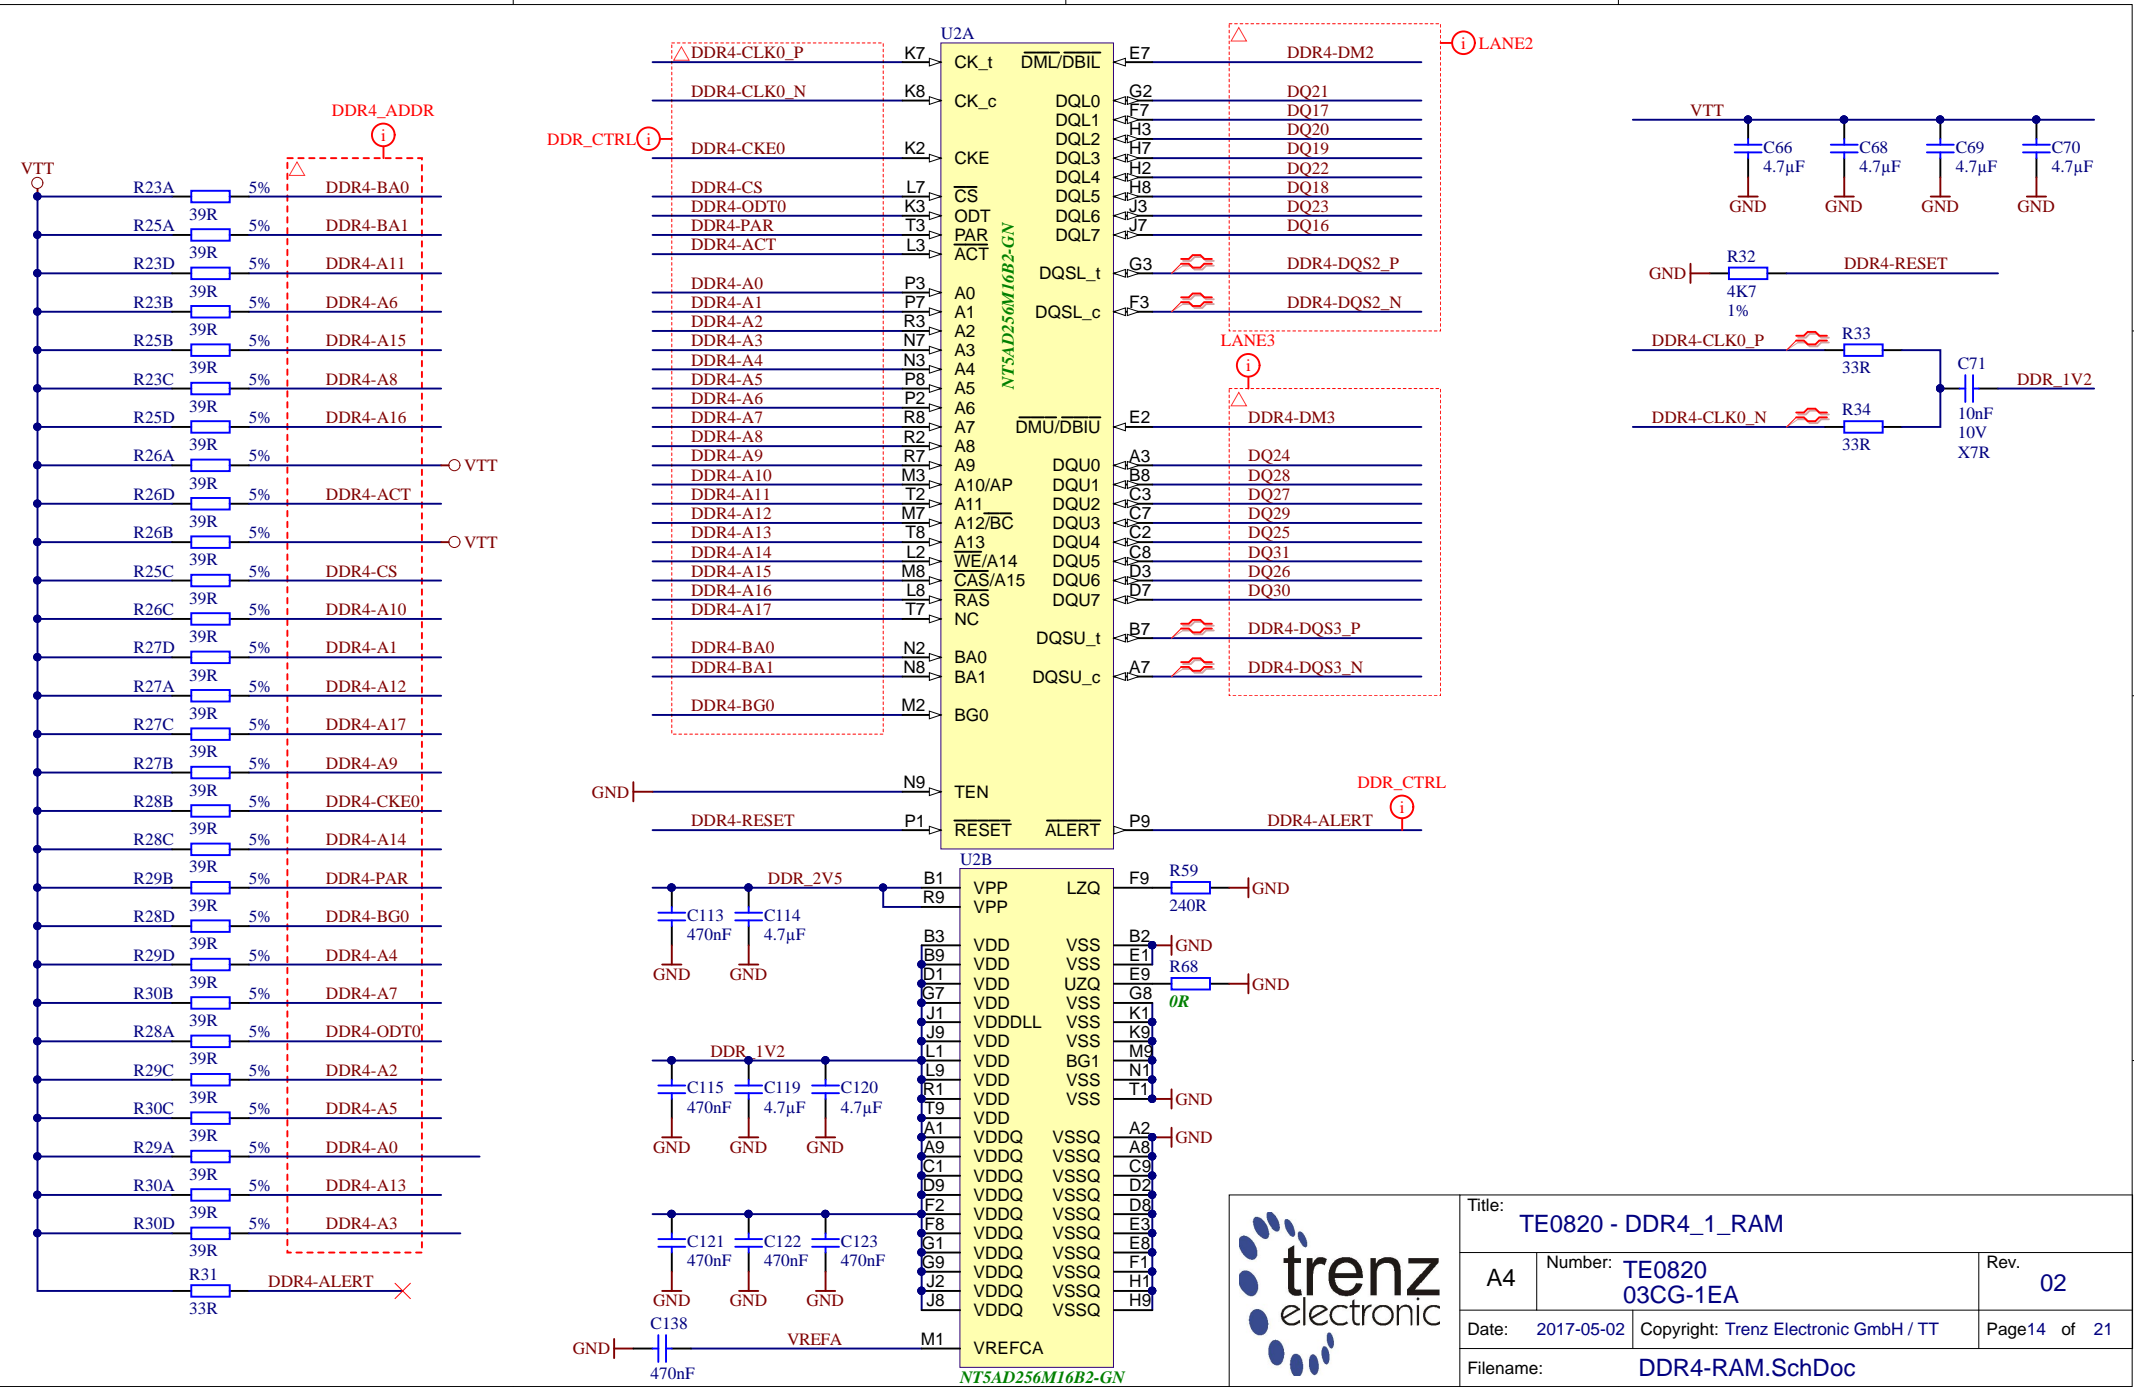 DDR4_ADDR
i
VTT
R23A 39R 5% DDR4-BA0
R25A 39R 5% DDR4-BA1
R23D 39R 5% DDR4-A11
R23B 39R 5% DDR4-A6
R25B 39R 5% DDR4-A15
R23C 39R 5% DDR4-A8
R25D 39R 5% DDR4-A16
R26A 39R 5% VTT
R26D 39R 5% DDR4-ACT
R26B 39R 5% VTT
R25C 39R 5% DDR4-CS
R26C 39R 5% DDR4-A10
R27D 39R 5% DDR4-A1
R27A 39R 5% DDR4-A12
R27C 39R 5% DDR4-A17
R27B 39R 5% DDR4-A9
R28B 39R 5% DDR4-CKE0
R28C 39R 5% DDR4-A14
R29B 39R 5% DDR4-PAR
R28D 39R 5% DDR4-BG0
R29D 39R 5% DDR4-A4
R30B 39R 5% DDR4-A7
R28A 39R 5% DDR4-ODT0
R29C 39R 5% DDR4-A2
R30C 39R 5% DDR4-A5
R29A 39R 5% DDR4-A0
R30A 39R 5% DDR4-A13
R30D 39R 5% DDR4-A3
R31 33R DDR4-ALERT
U2A
DDR_CTRL i
DDR4-CLK0_P K7 CK_t
DDR4-CLK0_N K8 CK_c
DDR4-CKE0 K2 CKE
DDR4-CS L7 CS
DDR4-ODT0 K3 ODT
DDR4-PAR T3 PAR
DDR4-ACT L3 ACT
DDR4-A0 P3 A0
DDR4-A1 P7 A1
DDR4-A2 R3 A2
DDR4-A3 N7 A3
DDR4-A4 N3 A4
DDR4-A5 P8 A5
DDR4-A6 P2 A6
DDR4-A7 R8 A7
DDR4-A8 R2 A8
DDR4-A9 R7 A9
DDR4-A10 M3 A10/AP
DDR4-A11 T2 A11
DDR4-A12 M7 A12/BC
DDR4-A13 T8 A13
DDR4-A14 L2 WE/A14
DDR4-A15 M8 CAS/A15
DDR4-A16 L8 RAS
DDR4-A17 T7 NC
DDR4-BA0 N2 BA0
DDR4-BA1 N8 BA1
DDR4-BG0 M2 BG0
GND N9 TEN
DDR4-RESET P1 RESET
NT5AD256M16B2-GN
i LANE2
DML/DBIL E7 DDR4-DM2
DQL0 G2 DQ21
DQL1 F7 DQ17
DQL2 H3 DQ20
DQL3 H7 DQ19
DQL4 H2 DQ22
DQL5 H8 DQ18
DQL6 J3 DQ23
DQL7 J7 DQ16
DQSL_t G3 DDR4-DQS2_P
DQSL_c F3 DDR4-DQS2_N
LANE3
i
DMU/DBIU E2 DDR4-DM3
DQU0 A3 DQ24
DQU1 B8 DQ28
DQU2 C3 DQ27
DQU3 C7 DQ29
DQU4 C2 DQ25
DQU5 C8 DQ31
DQU6 D3 DQ26
DQU7 D7 DQ30
DQSU_t B7 DDR4-DQS3_P
DQSU_c A7 DDR4-DQS3_N
DDR_CTRL
i
ALERT P9 DDR4-ALERT
U2B
DDR_2V5 B1 VPP
R9 VPP
C113 470nF GND
C114 4.7µF GND
B3 VDD
B9 VDD
D1 VDD
G7 VDD
J1 VDDDLL
J9 VDD
DDR_1V2 L1 VDD
L9 VDD
R1 VDD
T9 VDD
C115 470nF GND
C119 4.7µF GND
C120 4.7µF GND
A1 VDDQ
A9 VDDQ
C1 VDDQ
D9 VDDQ
F2 VDDQ
F8 VDDQ
G1 VDDQ
G9 VDDQ
J2 VDDQ
J8 VDDQ
C121 470nF GND
C122 470nF GND
C123 470nF GND
GND C138 470nF VREFA M1 VREFCA
LZQ F9 R59 240R GND
VSS B2 GND
VSS E1
UZQ E9 R68 0R GND
VSS G8
VSS K1
VSS K9
BG1 M9
VSS N1
VSS T1 GND
VSSQ A2 GND
VSSQ A8
VSSQ C9
VSSQ D2
VSSQ D8
VSSQ E3
VSSQ E8
VSSQ F1
VSSQ H1
VSSQ H9
NT5AD256M16B2-GN
VTT
C66 4.7µF GND
C68 4.7µF GND
C69 4.7µF GND
C70 4.7µF GND
GND R32 4K7 1% DDR4-RESET
DDR4-CLK0_P R33 33R
DDR4-CLK0_N R34 33R
C71 10nF 10V X7R DDR_1V2
trenz
electronic
Title:
TE0820 - DDR4_1_RAM
A4 Number: TE0820 Rev. 02
03CG-1EA
Date: 2017-05-02 Copyright: Trenz Electronic GmbH / TT Page14 of 21
Filename: DDR4-RAM.SchDoc